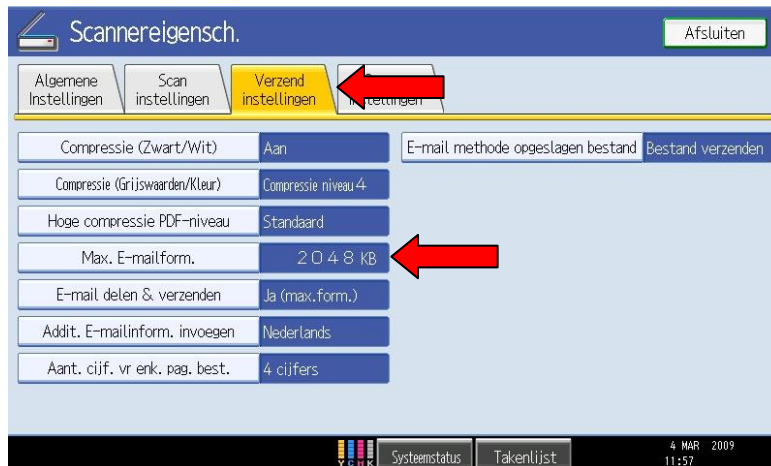 Scannereigensch.
Afsluiten
Algemene
Instellingen
Scan
instellingen
Verzend
instellingen
instellingen
Compressie (Zwart/Wit) Aan
E-mail methode opgeslagen bestand Bestand verzenden
Compressie (Grijswaarden/Kleur) Compressie niveau 4
Hoge compressie PDF-niveau Standaard
Max. E-mailform. 2048 KB
E-mail delen & verzenden Ja (max.form.)
Addit. E-mailinform. invoegen Nederlands
Aant. cijf. vr enk. pag. best. 4 cijfers
Y C M K
Systeemstatus
Takenlijst
4 MAR 2009
11:57